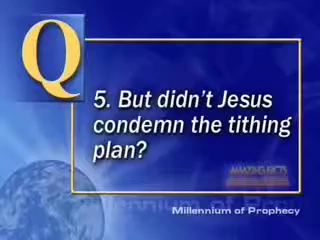 Q
5. But didn't Jesus
condemn the tithing
plan?
AMAZING FACTS
Millennium of Prophecy